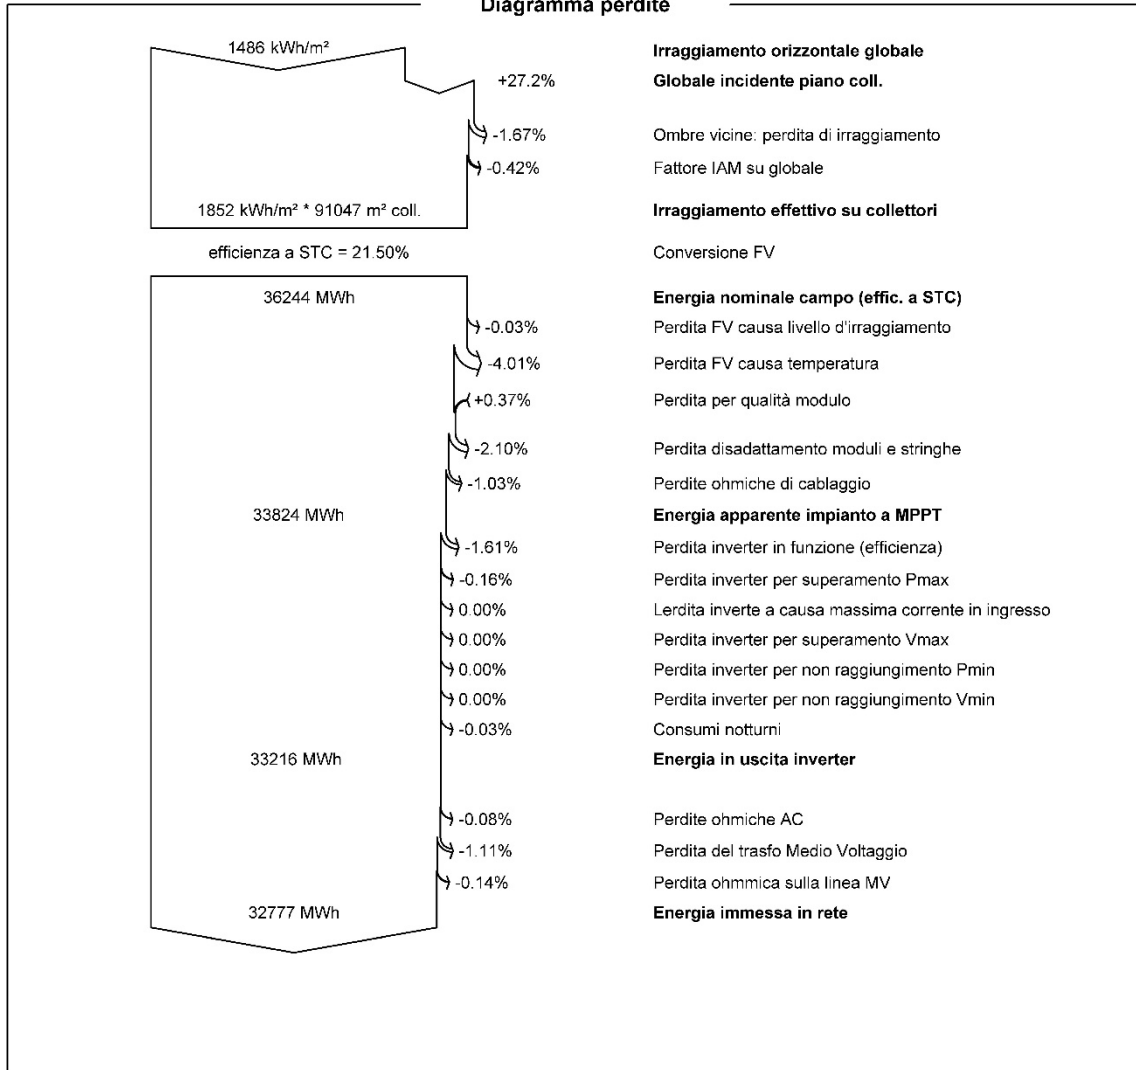 Diagramma perdite
1486 kWh/m² Irraggiamento orizzontale globale
+27.2% Globale incidente piano coll.
-1.67% Ombre vicine: perdita di irraggiamento
-0.42% Fattore IAM su globale
1852 kWh/m² * 91047 m² coll. Irraggiamento effettivo su collettori
efficienza a STC = 21.50% Conversione FV
36244 MWh Energia nominale campo (effic. a STC)
-0.03% Perdita FV causa livello d'irraggiamento
-4.01% Perdita FV causa temperatura
+0.37% Perdita per qualità modulo
-2.10% Perdita disadattamento moduli e stringhe
-1.03% Perdite ohmiche di cablaggio
33824 MWh Energia apparente impianto a MPPT
-1.61% Perdita inverter in funzione (efficienza)
-0.16% Perdita inverter per superamento Pmax
0.00% Lerdita inverte a causa massima corrente in ingresso
0.00% Perdita inverter per superamento Vmax
0.00% Perdita inverter per non raggiungimento Pmin
0.00% Perdita inverter per non raggiungimento Vmin
-0.03% Consumi notturni
33216 MWh Energia in uscita inverter
-0.08% Perdite ohmiche AC
-1.11% Perdita del trasfo Medio Voltaggio
-0.14% Perdita ohmmica sulla linea MV
32777 MWh Energia immessa in rete